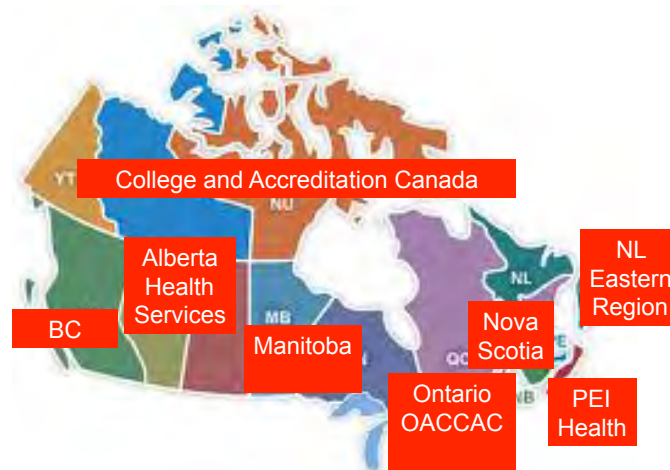 YT
College and Accreditation Canada
NU
Alberta
Health
Services
NL
Eastern
Region
NL
BC
MB
Manitoba
Nova
Scotia
PE
QC
Ontario
OACCAC
NB
PEI
Health